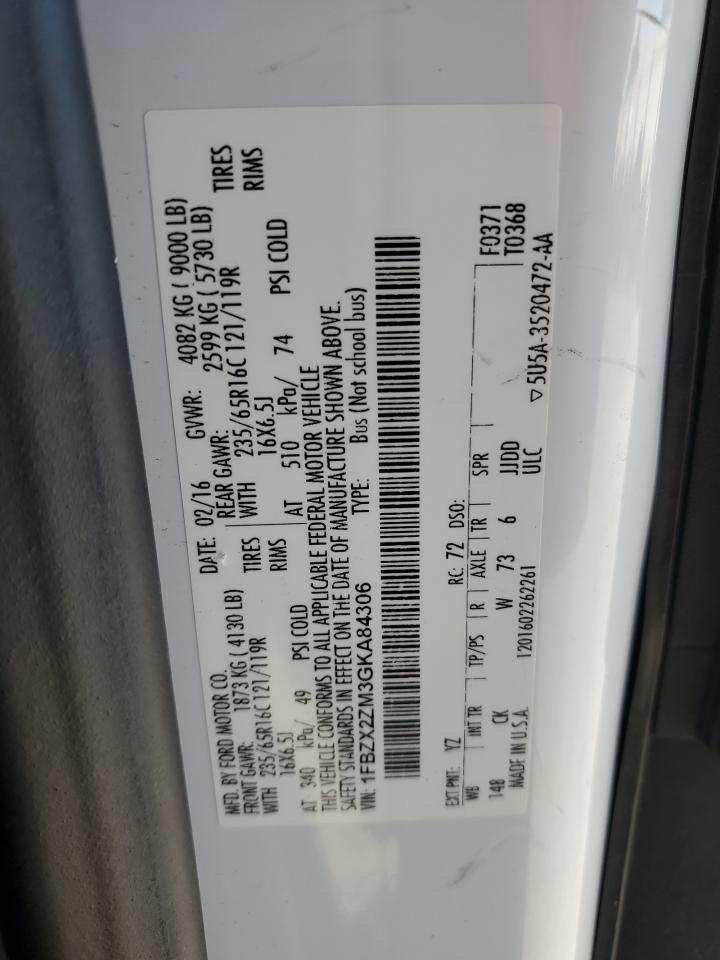 MFD. BY FORD MOTOR CO.
DATE: 02/16 GVWR: 4082 KG ( 9000 LB)
FRONT GAWR: 1873 KG ( 4130 LB)
REAR GAWR: 2599 KG ( 5730 LB)
WITH 235/65R16C 121/119R TIRES
WITH 235/65R16C 121/119R TIRES
16X6.5J RIMS
16X6.5J RIMS
AT 340 kPa/ 49 PSI COLD
AT 510 kPa/ 74 PSI COLD
THIS VEHICLE CONFORMS TO ALL APPLICABLE FEDERAL MOTOR VEHICLE
SAFETY STANDARDS IN EFFECT ON THE DATE OF MANUFACTURE SHOWN ABOVE.
VIN: 1FBZX2ZM3GKA84306 TYPE: Bus (Not school bus)
EXT PNT: YZ RC: 72 DSO:
WB INT TR TP/PS R AXLE TR SPR F0371
148 CK W 73 6 JJDD T0368
MADE IN U.S.A. 1201602262261 ULC
▽5U5A-3520472-AA